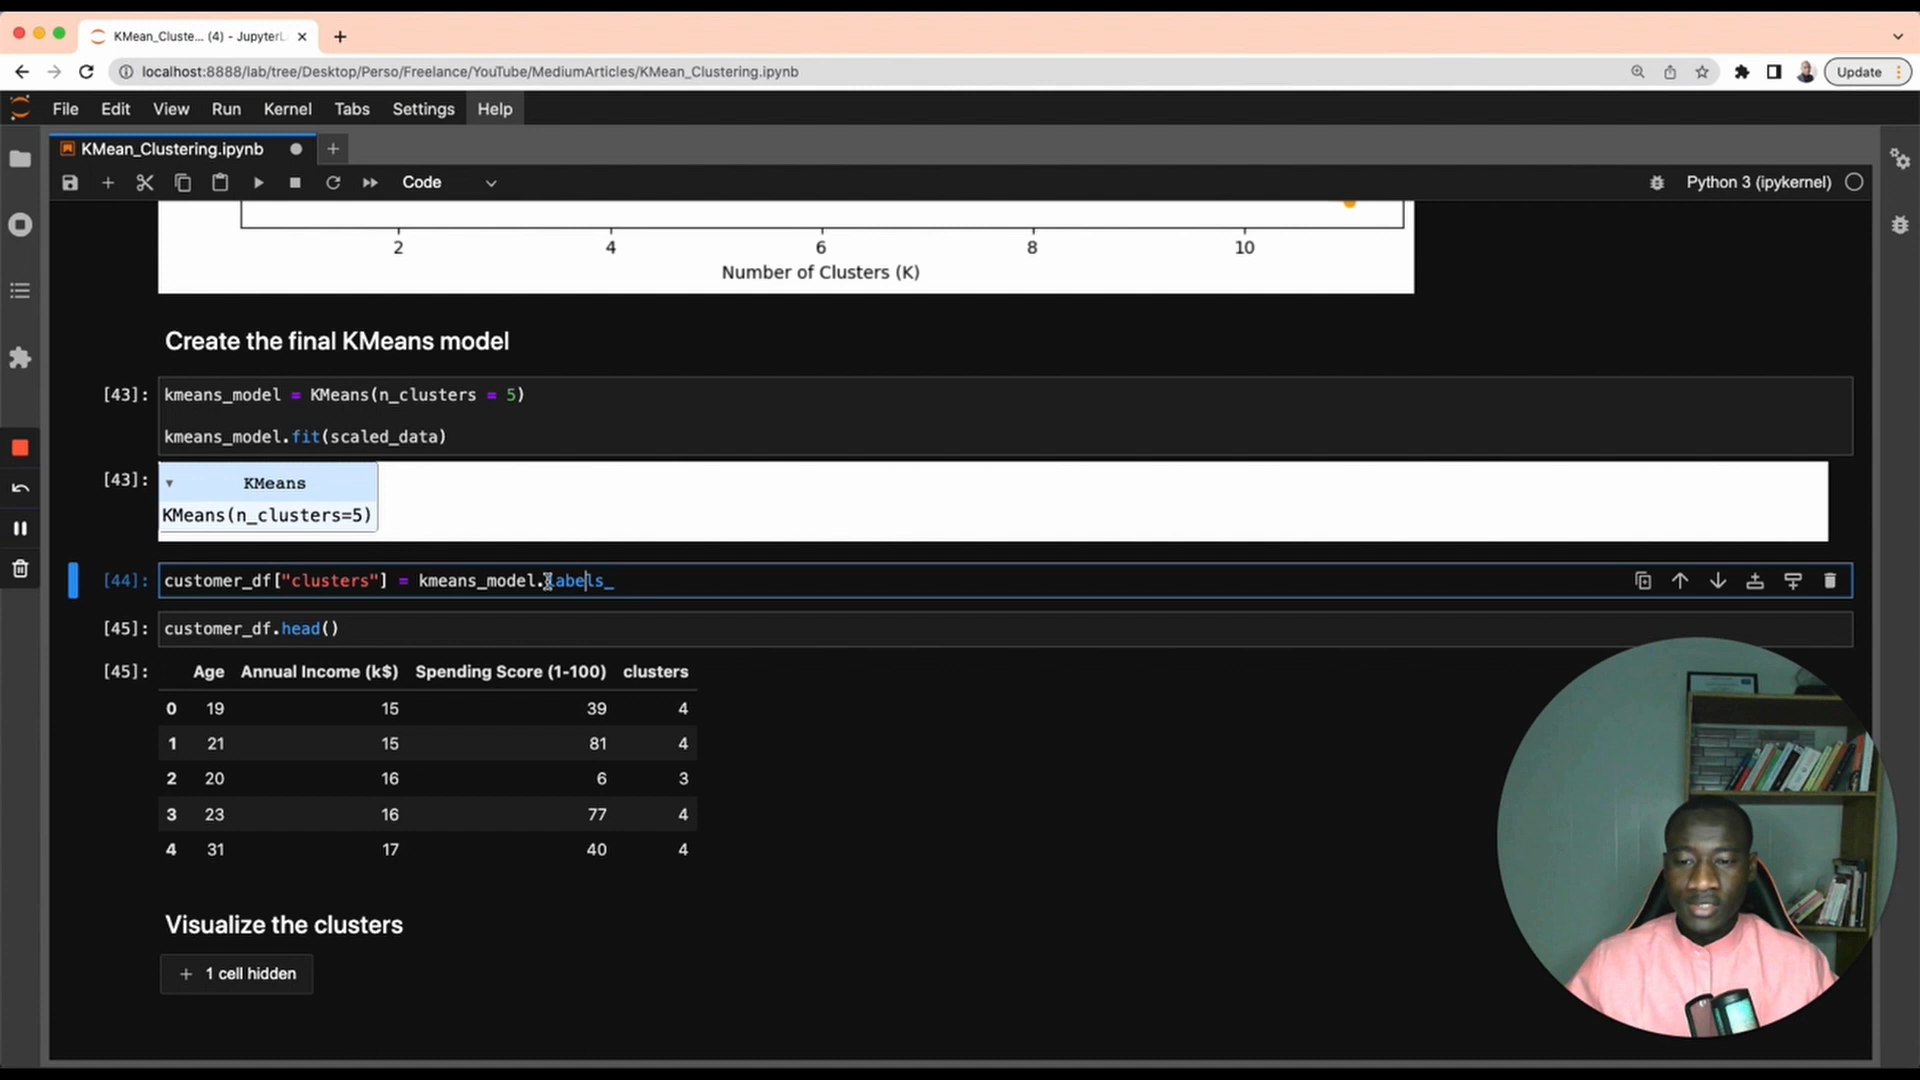 KMean_Cluste... (4) - JupyterL
localhost:8888/lab/tree/Desktop/Perso/Freelance/YouTube/MediumArticles/KMean_Clustering.ipynb
Update
File Edit View Run Kernel Tabs Settings Help
KMean_Clustering.ipynb
Code
Python 3 (ipykernel)
2 4 6 8 10
Number of Clusters (K)
Create the final KMeans model
[43]: kmeans_model = KMeans(n_clusters = 5)
kmeans_model.fit(scaled_data)
[43]: KMeans
KMeans(n_clusters=5)
[44]: customer_df["clusters"] = kmeans_model.labels_
[45]: customer_df.head()
[45]: Age Annual Income (k$) Spending Score (1-100) clusters
0 19 15 39 4
1 21 15 81 4
2 20 16 6 3
3 23 16 77 4
4 31 17 40 4
Visualize the clusters
1 cell hidden